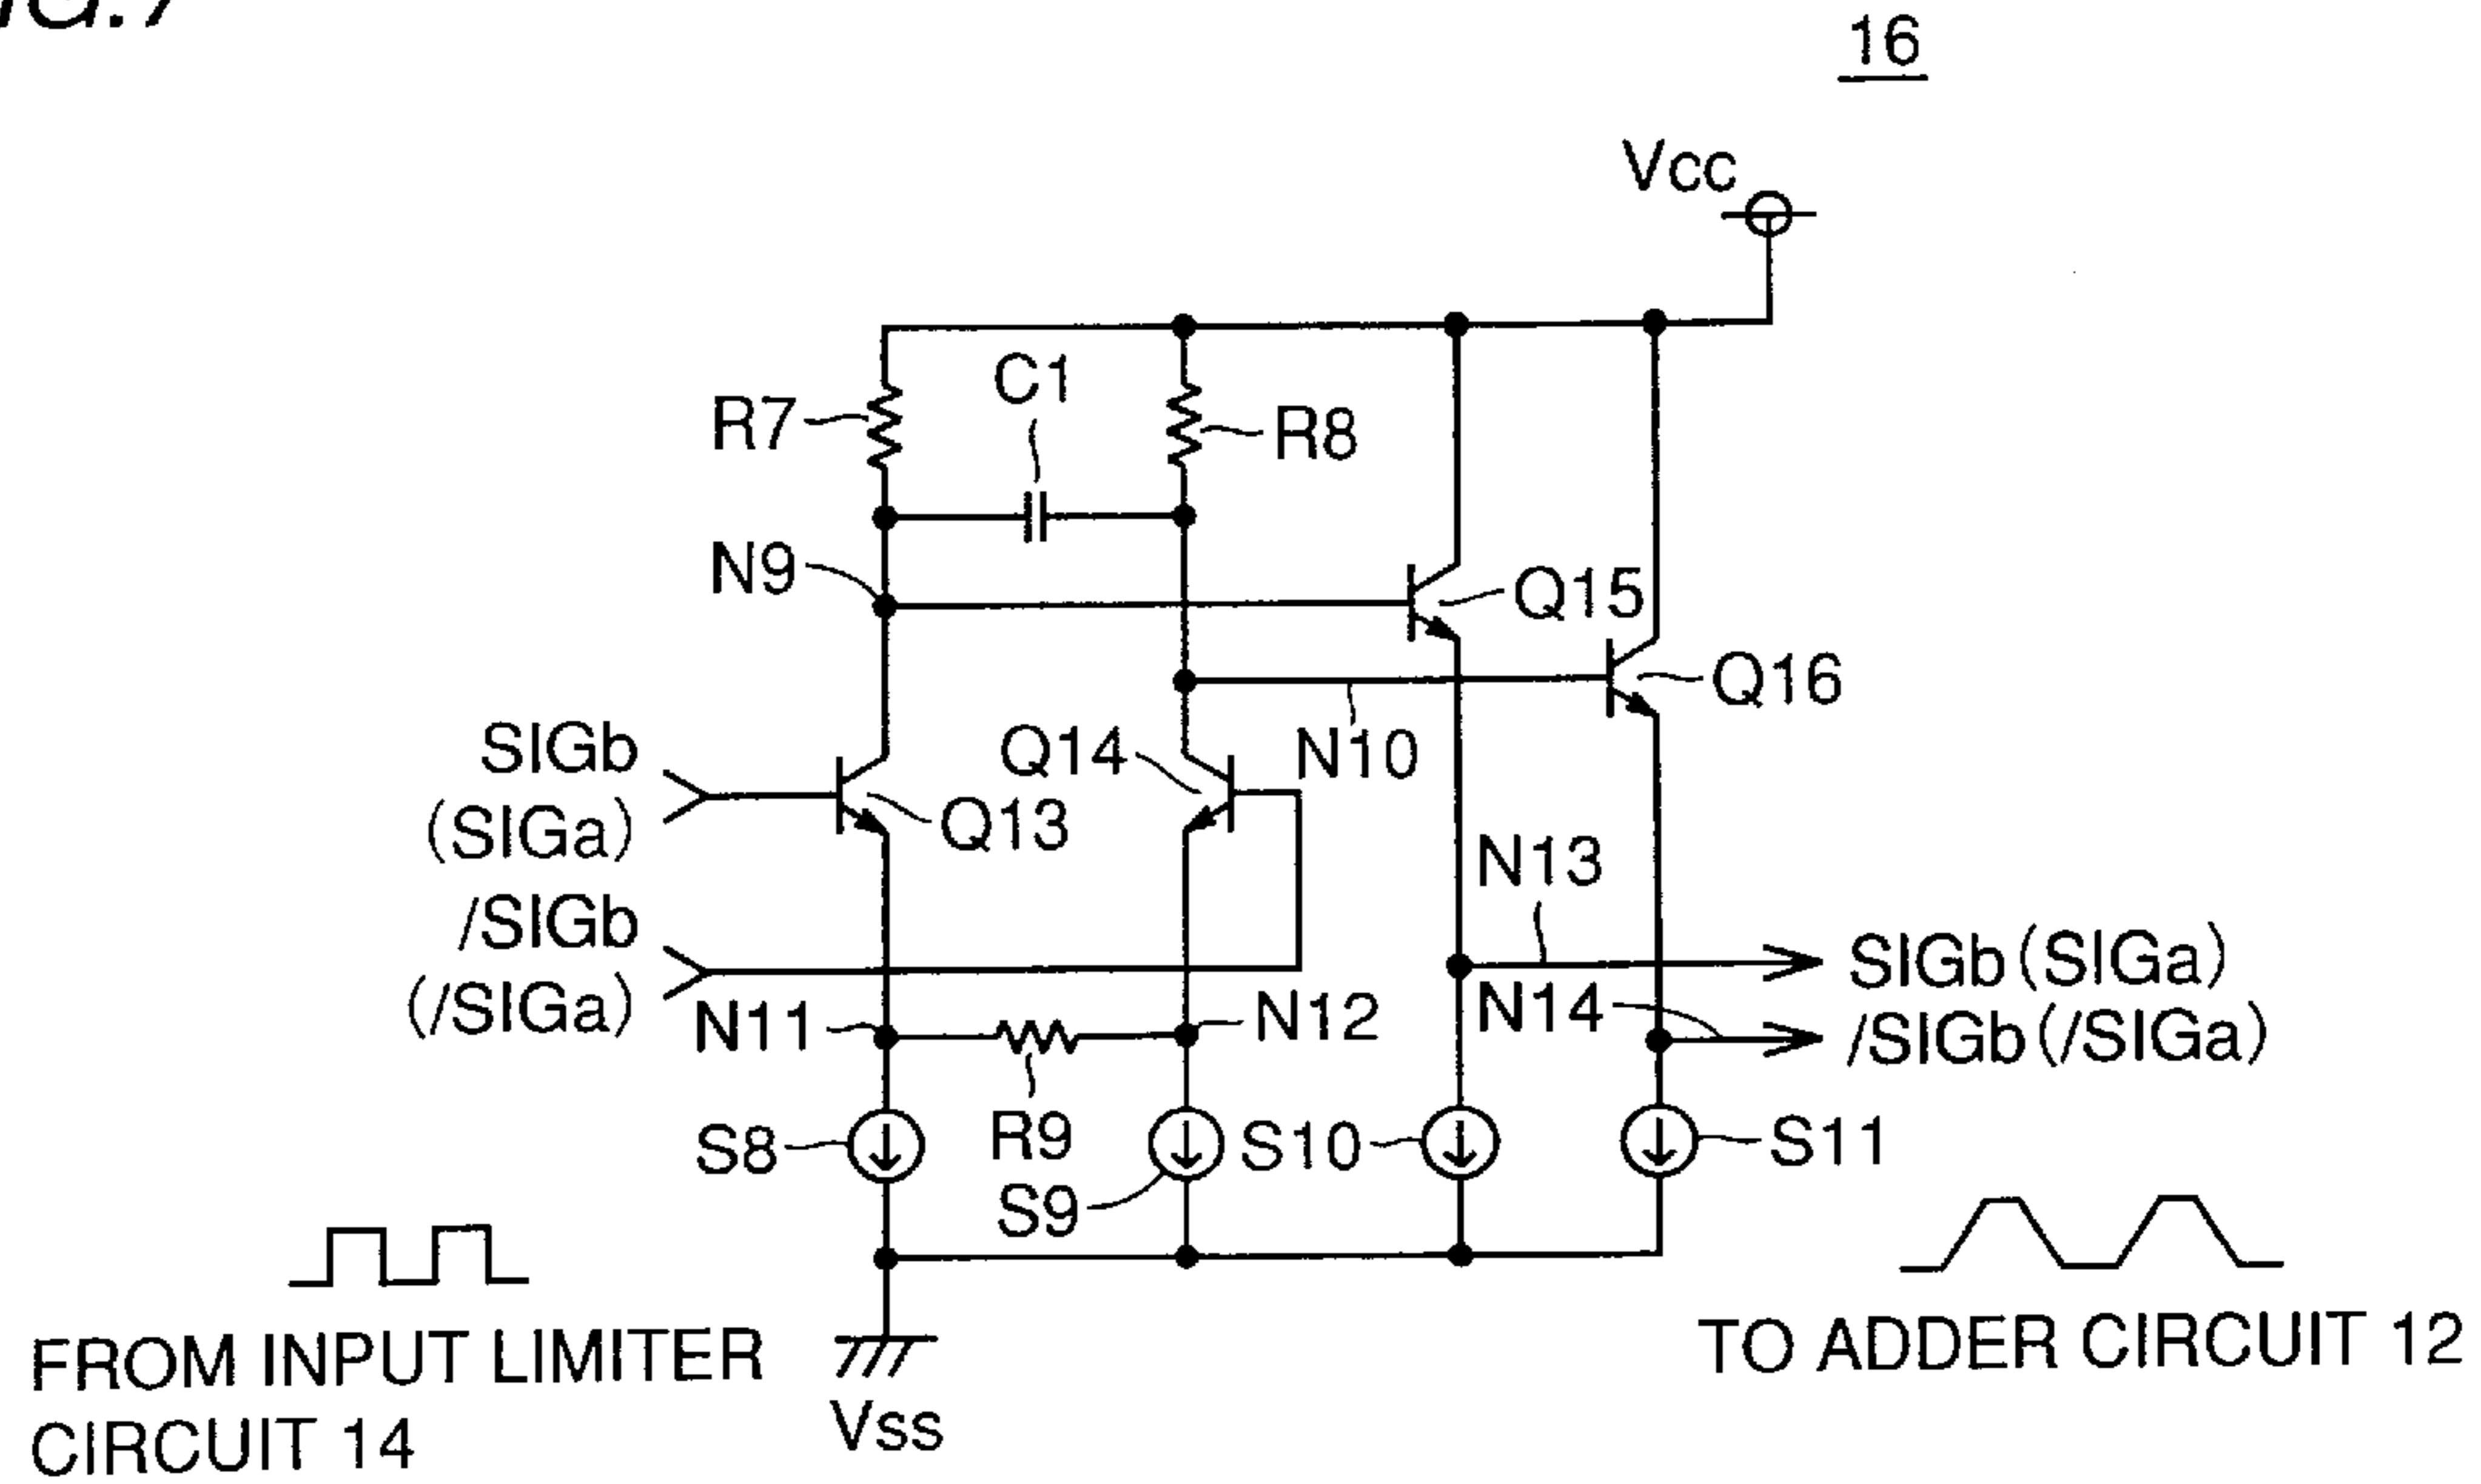 16
Vcc
C1
R7
R8
N9
Q15
Q16
SIGb
(SIGa)
Q14
N10
Q13
/SIGb
(/SIGa)
N13
SIGb (SIGa)
N11
N12
N14
/SIGb (/SIGa)
S8
R9
S9
S10
S11
FROM INPUT LIMITER
CIRCUIT 14
Vss
TO ADDER CIRCUIT 12